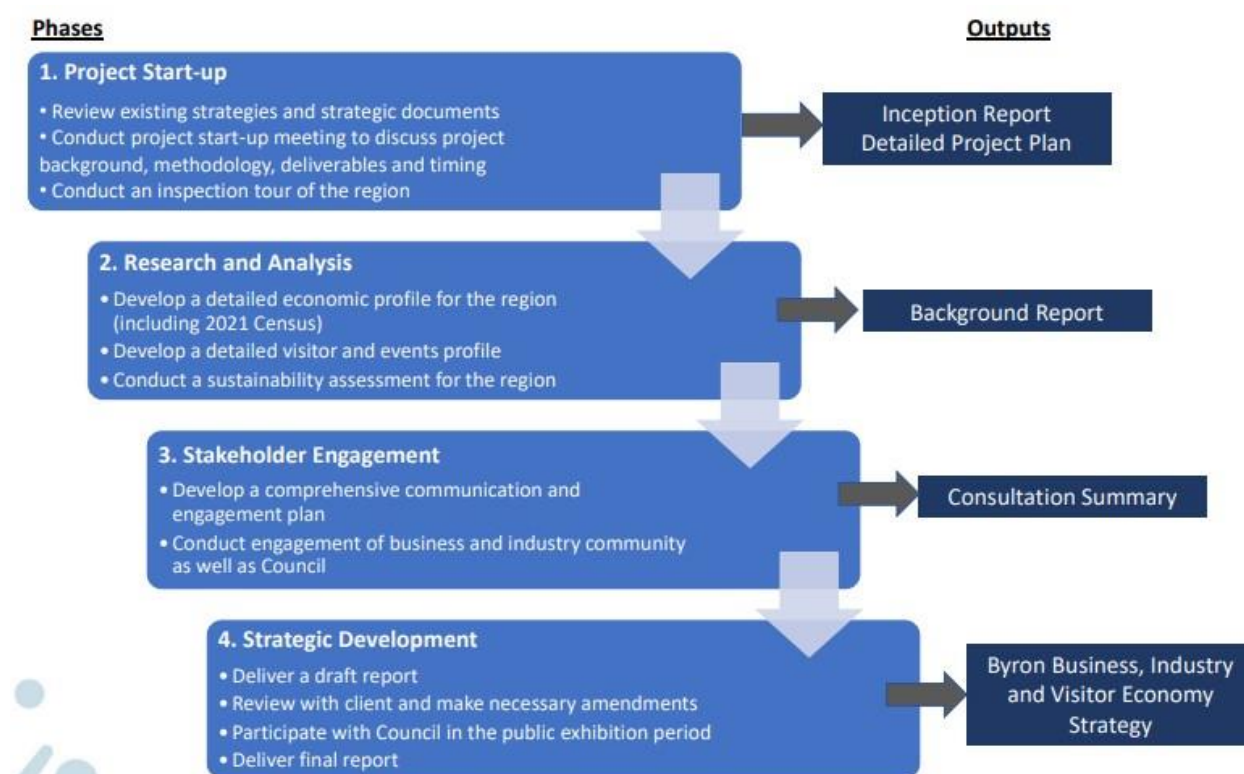 Phases
Outputs
1. Project Start-up
• Review existing strategies and strategic documents
• Conduct project start-up meeting to discuss project
background, methodology, deliverables and timing
• Conduct an inspection tour of the region
Inception Report
Detailed Project Plan
2. Research and Analysis
• Develop a detailed economic profile for the region
(including 2021 Census)
• Develop a detailed visitor and events profile
• Conduct a sustainability assessment for the region
Background Report
3. Stakeholder Engagement
• Develop a comprehensive communication and
engagement plan
• Conduct engagement of business and industry community
as well as Council
Consultation Summary
4. Strategic Development
• Deliver a draft report
• Review with client and make necessary amendments
• Participate with Council in the public exhibition period
• Deliver final report
Byron Business, Industry
and Visitor Economy
Strategy